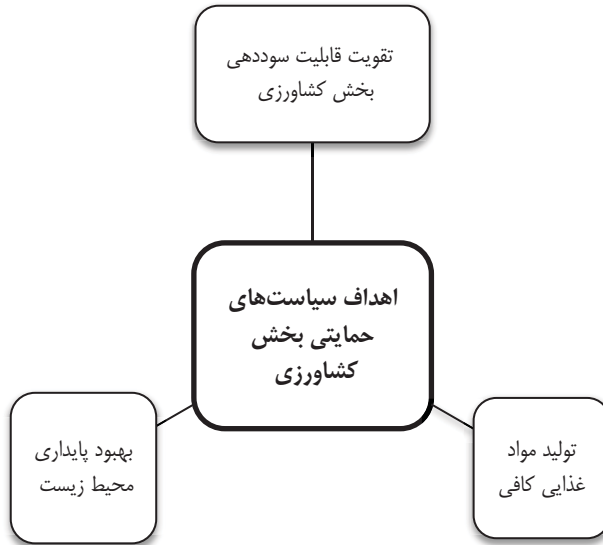 تقویت قابلیت سوددهی
بخش کشاورزی
اهداف سیاست‌های
حمایتی بخش
کشاورزی
تولید مواد
غذایی کافی
بهبود پایداری
محیط زیست